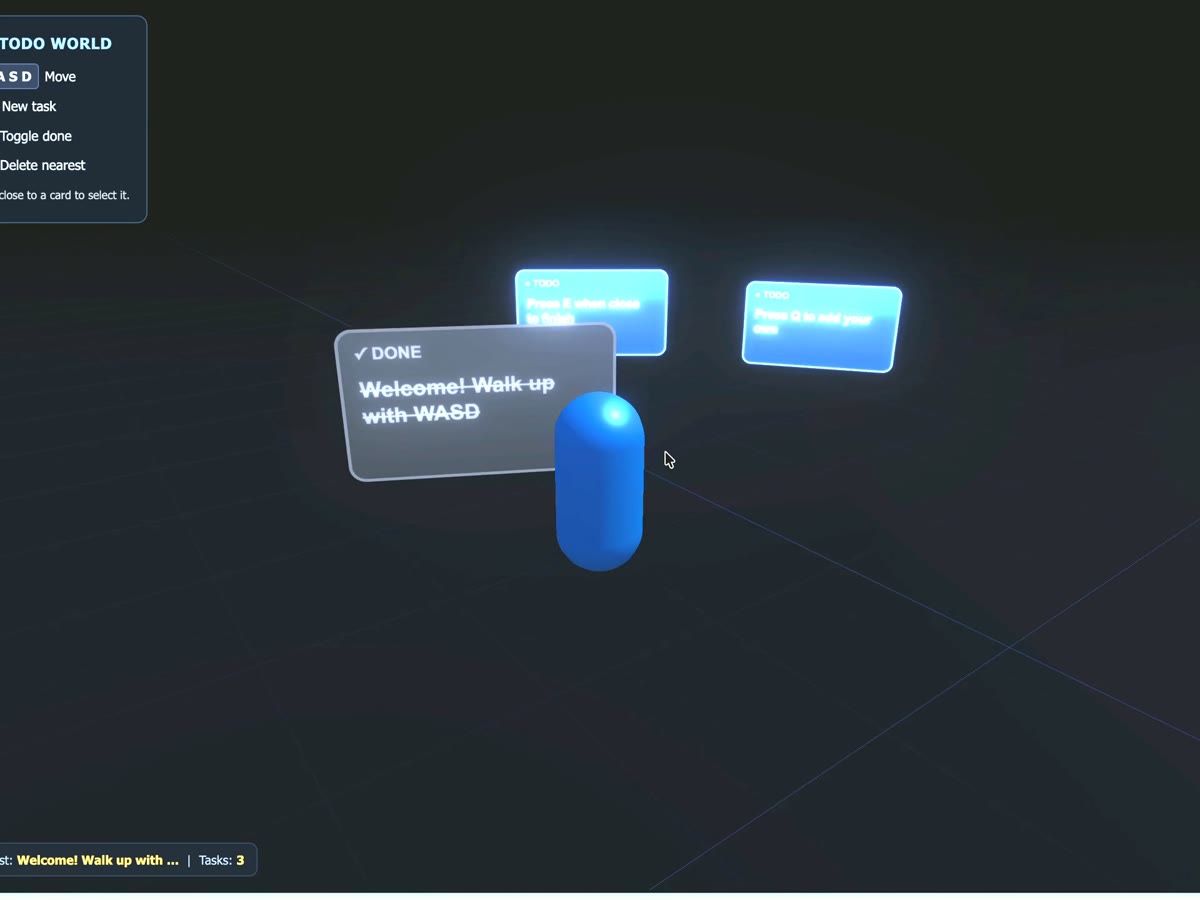 TODO WORLD
A S D Move
New task
Toggle done
Delete nearest
close to a card to select it.
TODO
Press E when close
to finish
TODO
Press Q to add your
own
✓ DONE
Welcome! Walk up
with WASD
st: Welcome! Walk up with ... | Tasks: 3